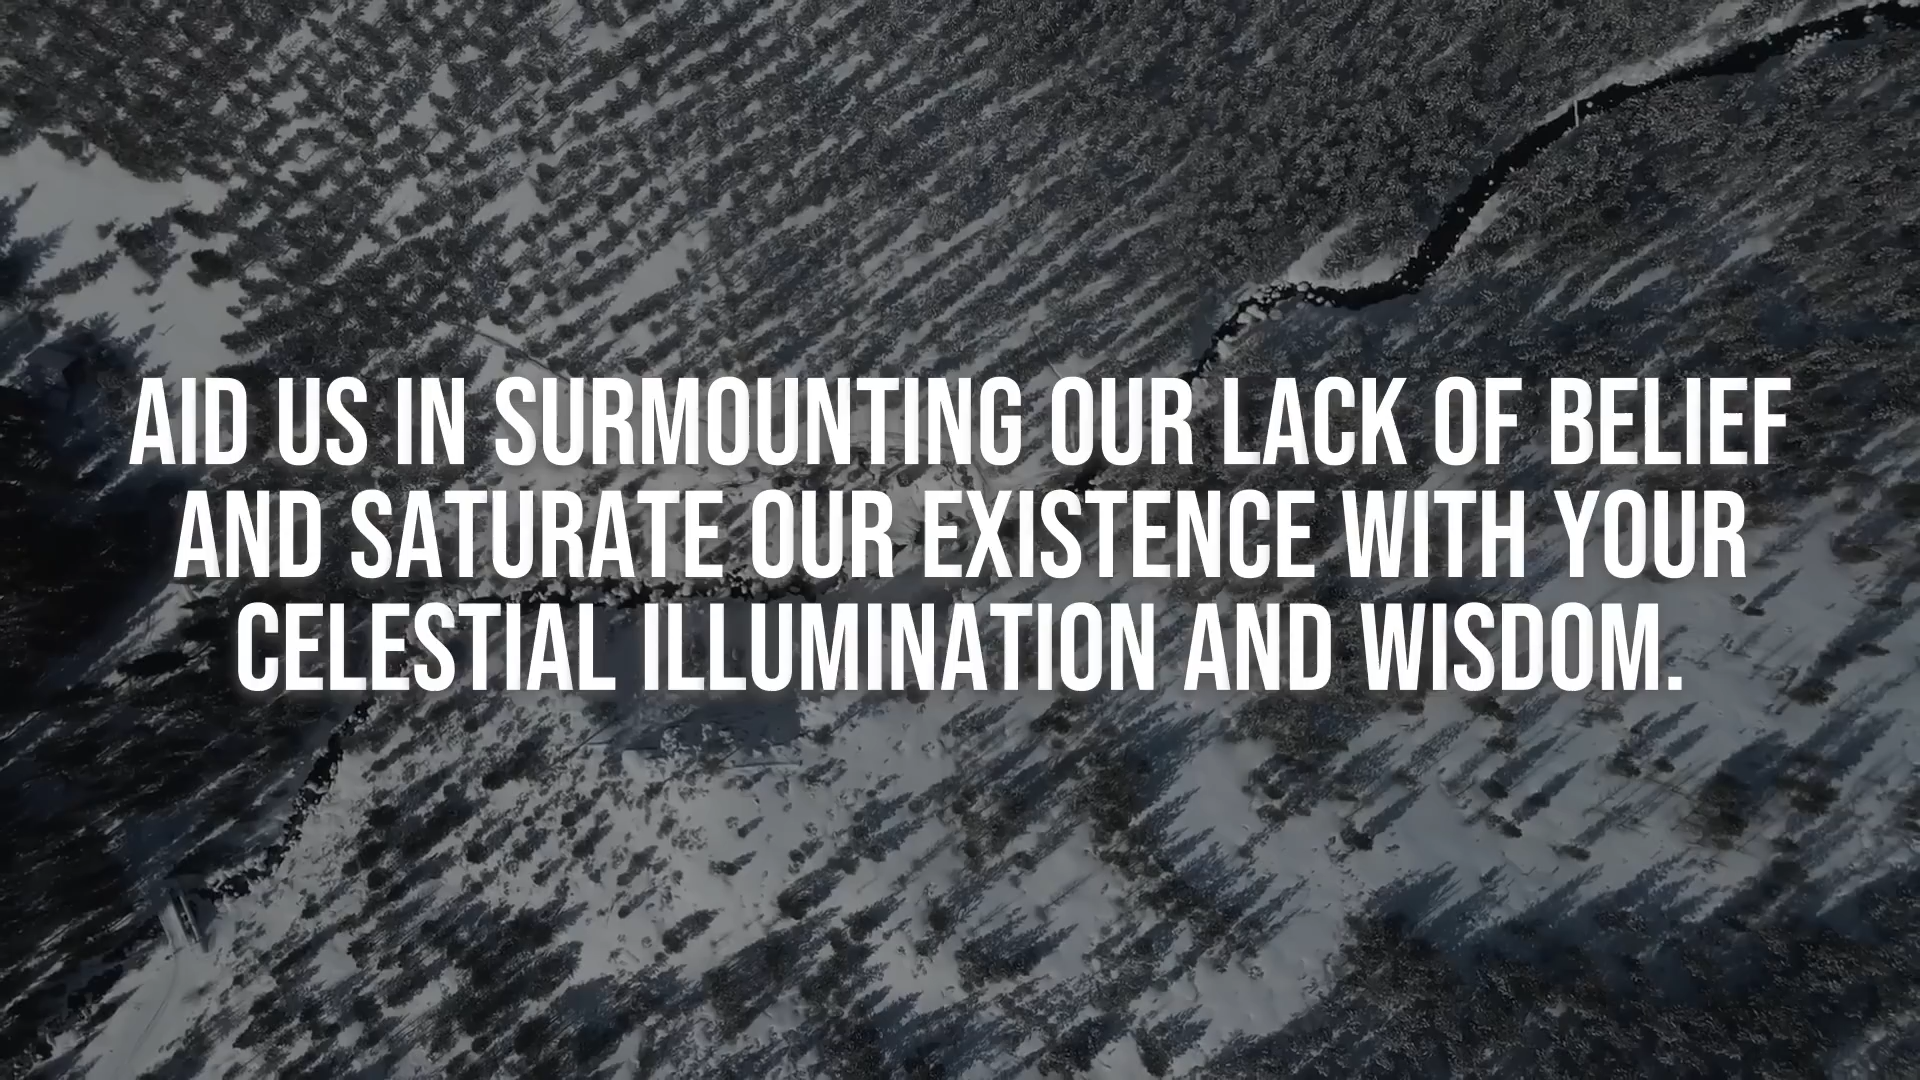 AID US IN SURMOUNTING OUR LACK OF BELIEF
AND SATURATE OUR EXISTENCE WITH YOUR
CELESTIAL ILLUMINATION AND WISDOM.